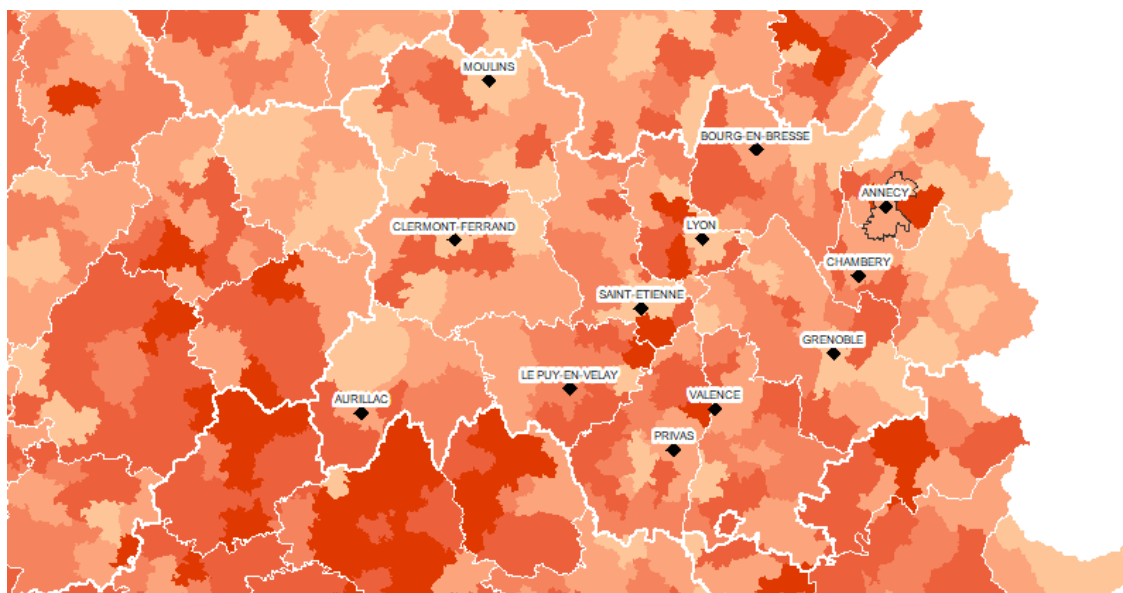 MOULINS
BOURG-EN-BRESSE
ANNECY
CLERMONT-FERRAND
LYON
CHAMBERY
SAINT-ETIENNE
GRENOBLE
LE PUY-EN-VELAY
AURILLAC
VALENCE
PRIVAS